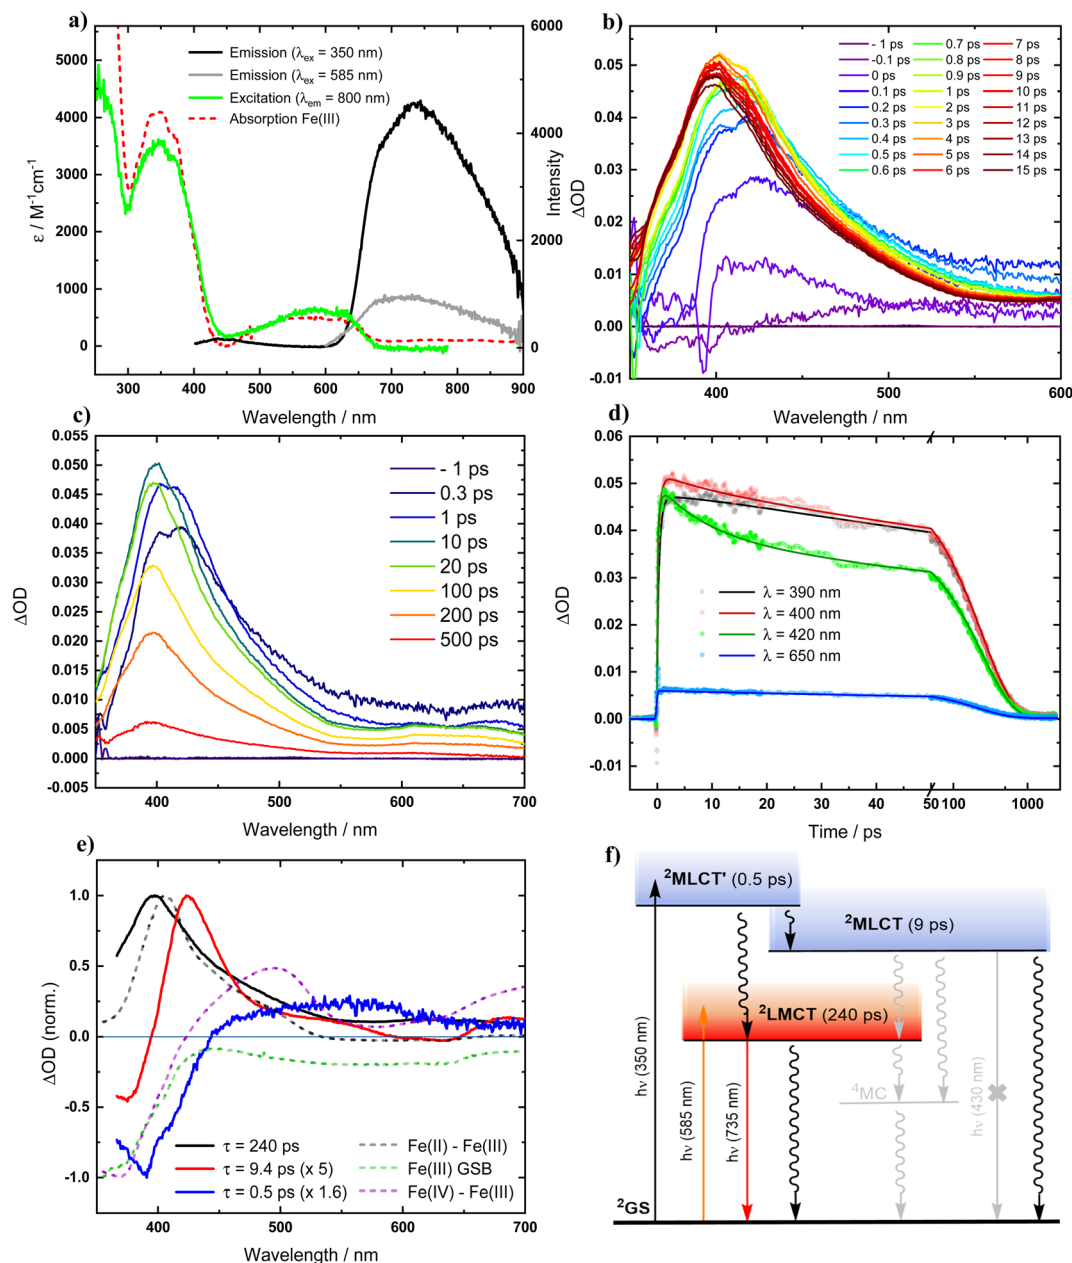 a)
6000
5000
4000
3000
2000
1000
0
ε / M⁻¹cm⁻¹
Emission (λex = 350 nm)
Emission (λex = 585 nm)
Excitation (λem = 800 nm)
Absorption Fe(III)
4000
2000
0
Intensity
300 400 500 600 700 800 900
Wavelength / nm
b)
0.05
0.04
0.03
0.02
0.01
0.00
-0.01
ΔOD
- 1 ps 0.7 ps 7 ps
-0.1 ps 0.8 ps 8 ps
0 ps 0.9 ps 9 ps
0.1 ps 1 ps 10 ps
0.2 ps 2 ps 11 ps
0.3 ps 3 ps 12 ps
0.4 ps 4 ps 13 ps
0.5 ps 5 ps 14 ps
0.6 ps 6 ps 15 ps
400 500 600
Wavelength / nm
c)
0.055
0.050
0.045
0.040
0.035
0.030
0.025
0.020
0.015
0.010
0.005
0.000
-0.005
ΔOD
- 1 ps
0.3 ps
1 ps
10 ps
20 ps
100 ps
200 ps
500 ps
400 500 600 700
Wavelength / nm
d)
0.06
0.05
0.04
0.03
0.02
0.01
0.00
-0.01
ΔOD
λ = 390 nm
λ = 400 nm
λ = 420 nm
λ = 650 nm
0 10 20 30 40 50 100 1000
Time / ps
e)
1.0
0.5
0.0
-0.5
-1.0
ΔOD (norm.)
τ = 240 ps
τ = 9.4 ps (x 5)
τ = 0.5 ps (x 1.6)
Fe(II) - Fe(III)
Fe(III) GSB
Fe(IV) - Fe(III)
400 500 600 700
Wavelength / nm
f)
²MLCT' (0.5 ps)
²MLCT (9 ps)
²LMCT (240 ps)
⁴MC
hν (350 nm)
hν (585 nm)
hν (735 nm)
hν (430 nm)
²GS